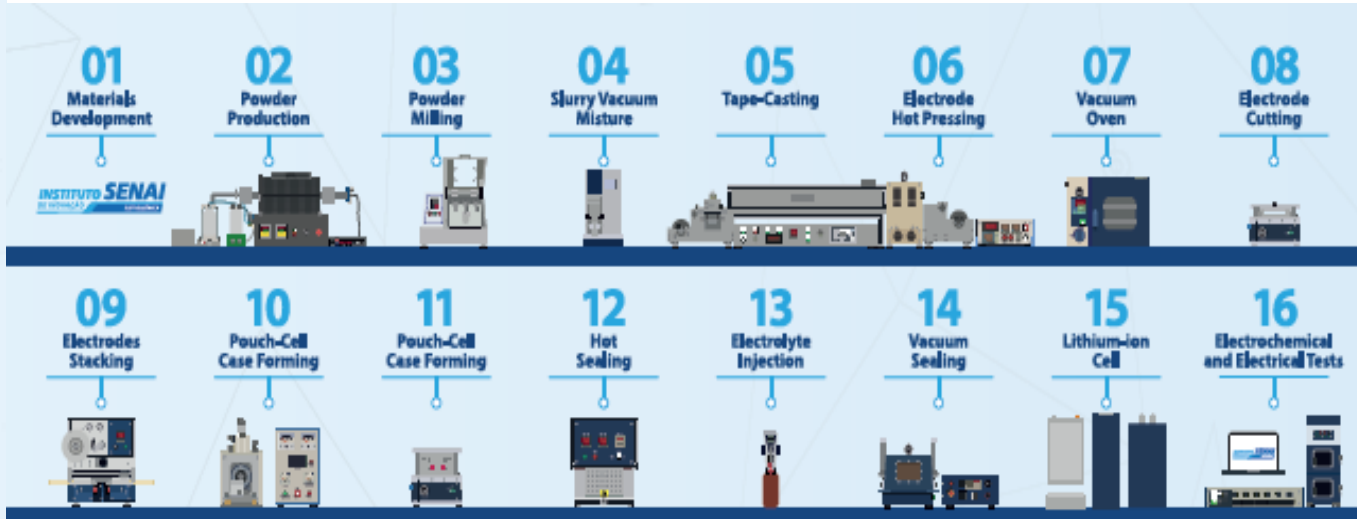 01
Materials
Development
02
Powder
Production
03
Powder
Milling
04
Slurry Vacuum
Misture
05
Tape-Casting
06
Electrode
Hot Pressing
07
Vacuum
Oven
08
Electrode
Cutting
INSTITUTO SENAI
DE INOVAÇÃO
09
Electrodes
Stacking
10
Pouch-Cell
Case Forming
11
Pouch-Cell
Case Forming
12
Hot
Sealing
13
Electrolyte
Injection
14
Vacuum
Sealing
15
Lithium-ion
Cell
16
Electrochemical
and Electrical Tests